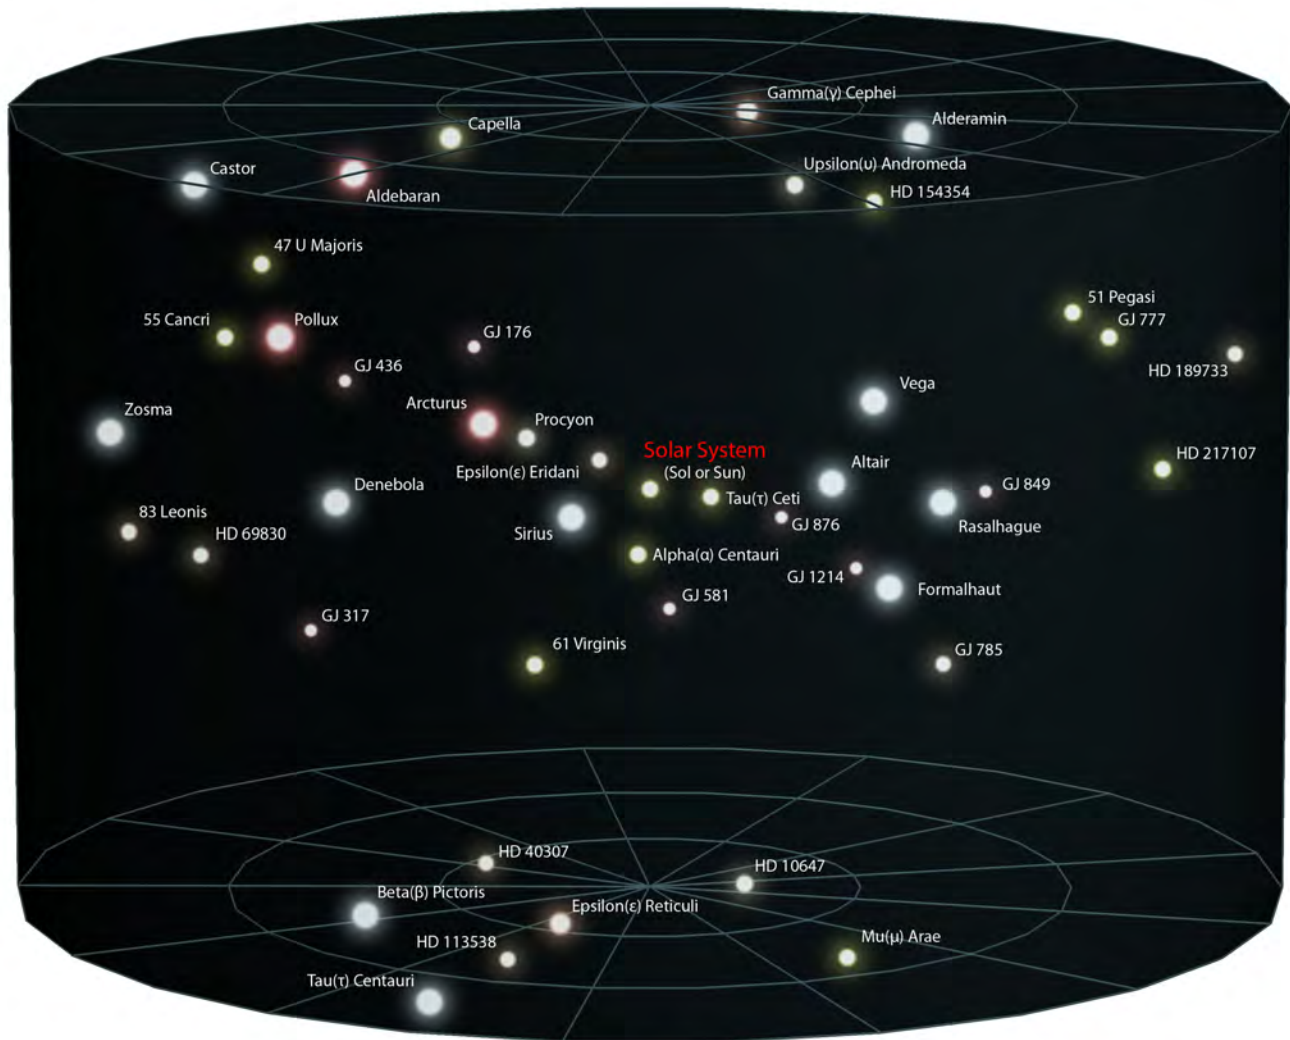 Gamma(γ) Cephei
Capella
Alderamin
Castor
Upsilon(υ) Andromeda
Aldebaran
HD 154354
47 U Majoris
51 Pegasi
55 Cancri
Pollux
GJ 176
GJ 777
GJ 436
HD 189733
Vega
Zosma
Arcturus
Procyon
Solar System
(Sol or Sun)
Epsilon(ε) Eridani
Altair
HD 217107
Denebola
Tau(τ) Ceti
GJ 849
83 Leonis
HD 69830
Sirius
GJ 876
Rasalhague
Alpha(α) Centauri
GJ 1214
Formalhaut
GJ 581
GJ 317
61 Virginis
GJ 785
HD 40307
HD 10647
Beta(β) Pictoris
Epsilon(ε) Reticuli
HD 113538
Mu(μ) Arae
Tau(τ) Centauri